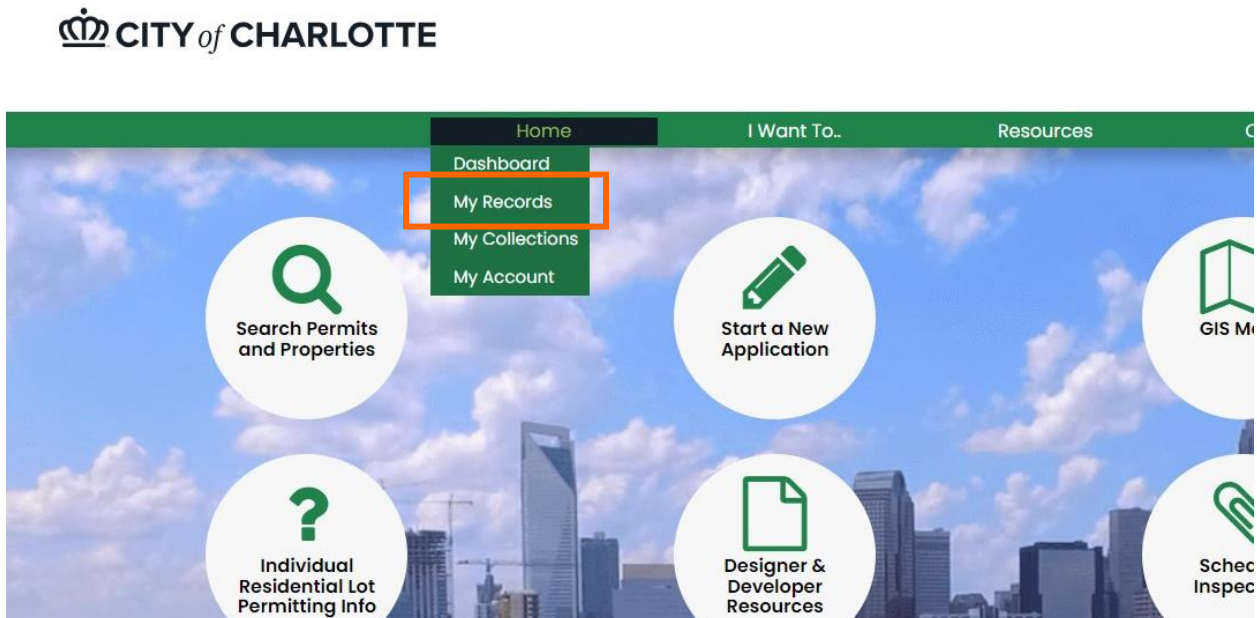 CITY of CHARLOTTE
Home I Want To.. Resources
Dashboard
My Records
My Collections
My Account
Search Permits
and Properties
Start a New
Application
GIS
Individual
Residential Lot
Permitting Info
Designer &
Developer
Resources